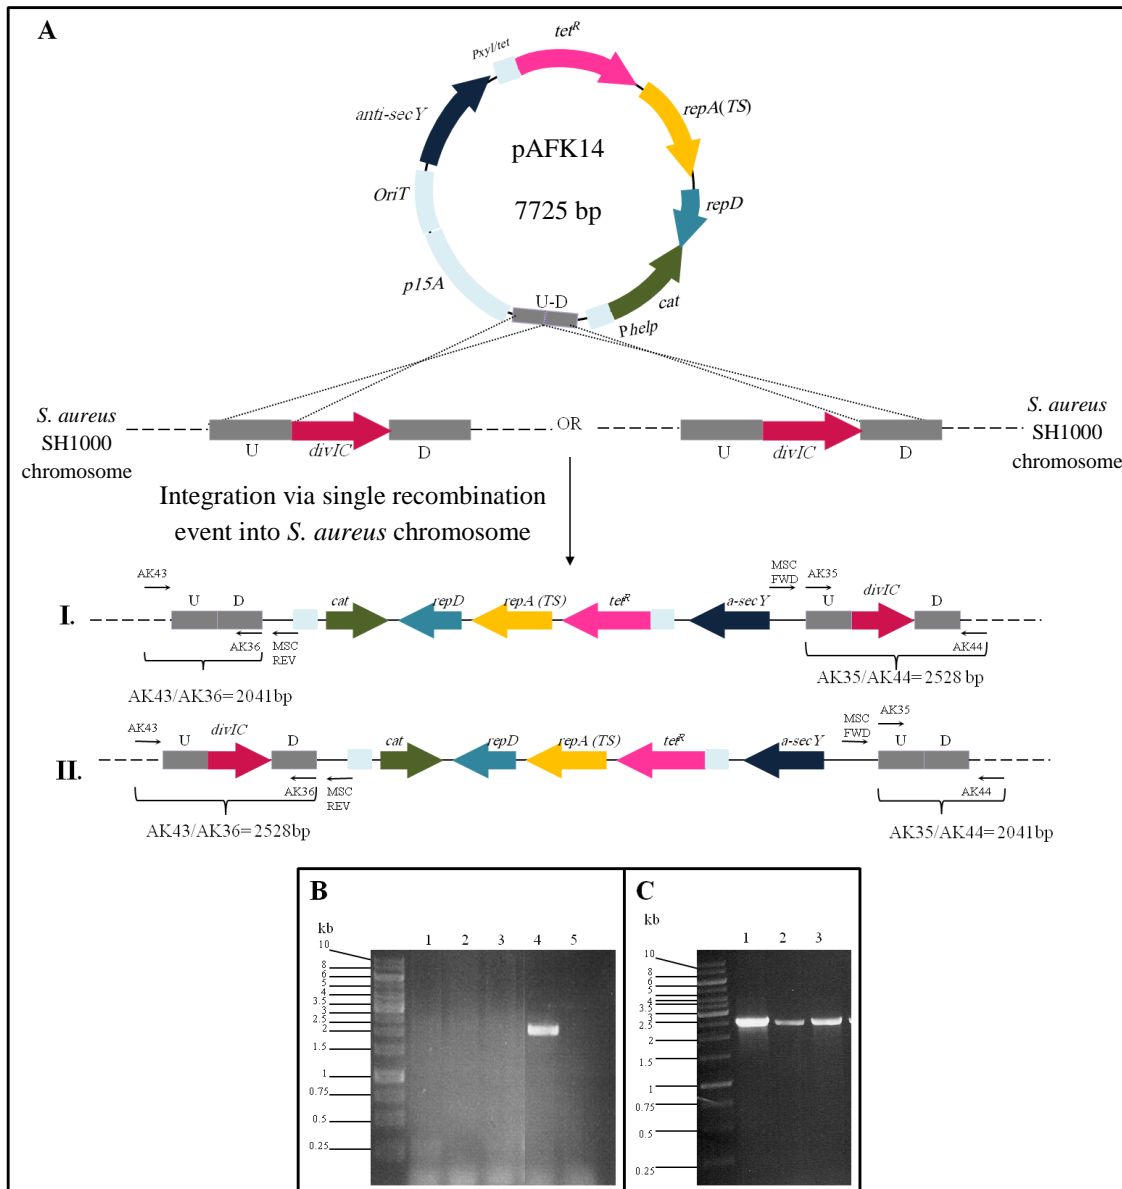 A
Pxyl/tet
tetR
anti-secY
repA(TS)
pAFK14
OriT
7725 bp
repD
p15A
U-D
cat
Phelp
S. aureus
SH1000
chromosome
U
divIC
D
OR
U
divIC
D
S. aureus
SH1000
chromosome
Integration via single recombination
event into S. aureus chromosome
I.
AK43
U
D
cat
repD
repA (TS)
tetR
a-secY
MSC
FWD
AK35
U
divIC
D
AK36
MSC
REV
AK44
AK43/AK36=2041bp
AK35/AK44=2528 bp
II.
AK43
U
divIC
D
cat
repD
repA (TS)
tetR
a-secY
MSC
FWD
AK35
U
D
AK36
MSC
REV
AK44
AK43/AK36=2528bp
AK35/AK44=2041bp
B
kb
1 2 3 4 5
10
8
6
5
4
3.5
3
2.5
2
1.5
1
0.75
0.5
0.25
C
kb
1 2 3
10
8
6
5
4
3.5
3
2.5
2
1.5
1
0.75
0.5
0.25